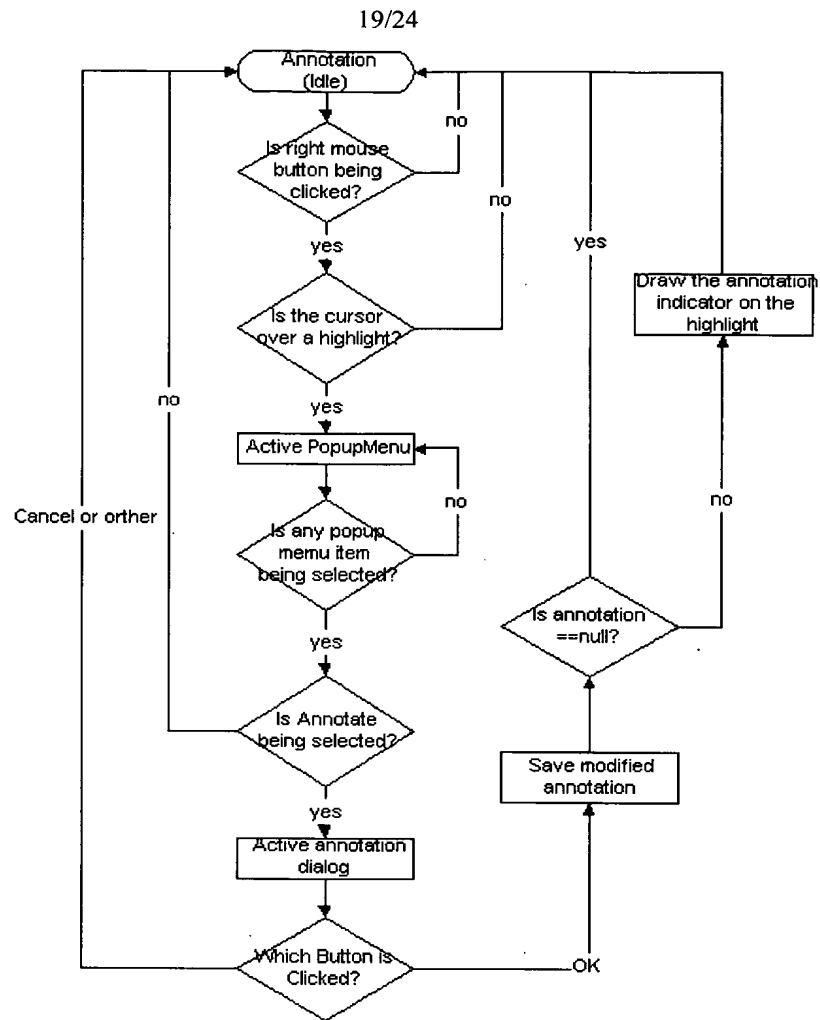 19/24
Annotation
(Idle)
no
Is right mouse
button being
clicked?
no
yes
yes
Draw the annotation
indicator on the
highlight
Is the cursor
over a highlight?
no
yes
Active PopupMenu
no
no
Cancel or orther
Is any popup
memu item
being selected?
Is annotation
==null?
yes
Is Annotate
being selected?
Save modified
annotation
yes
Active annotation
dialog
Which Button is
Clicked?
OK